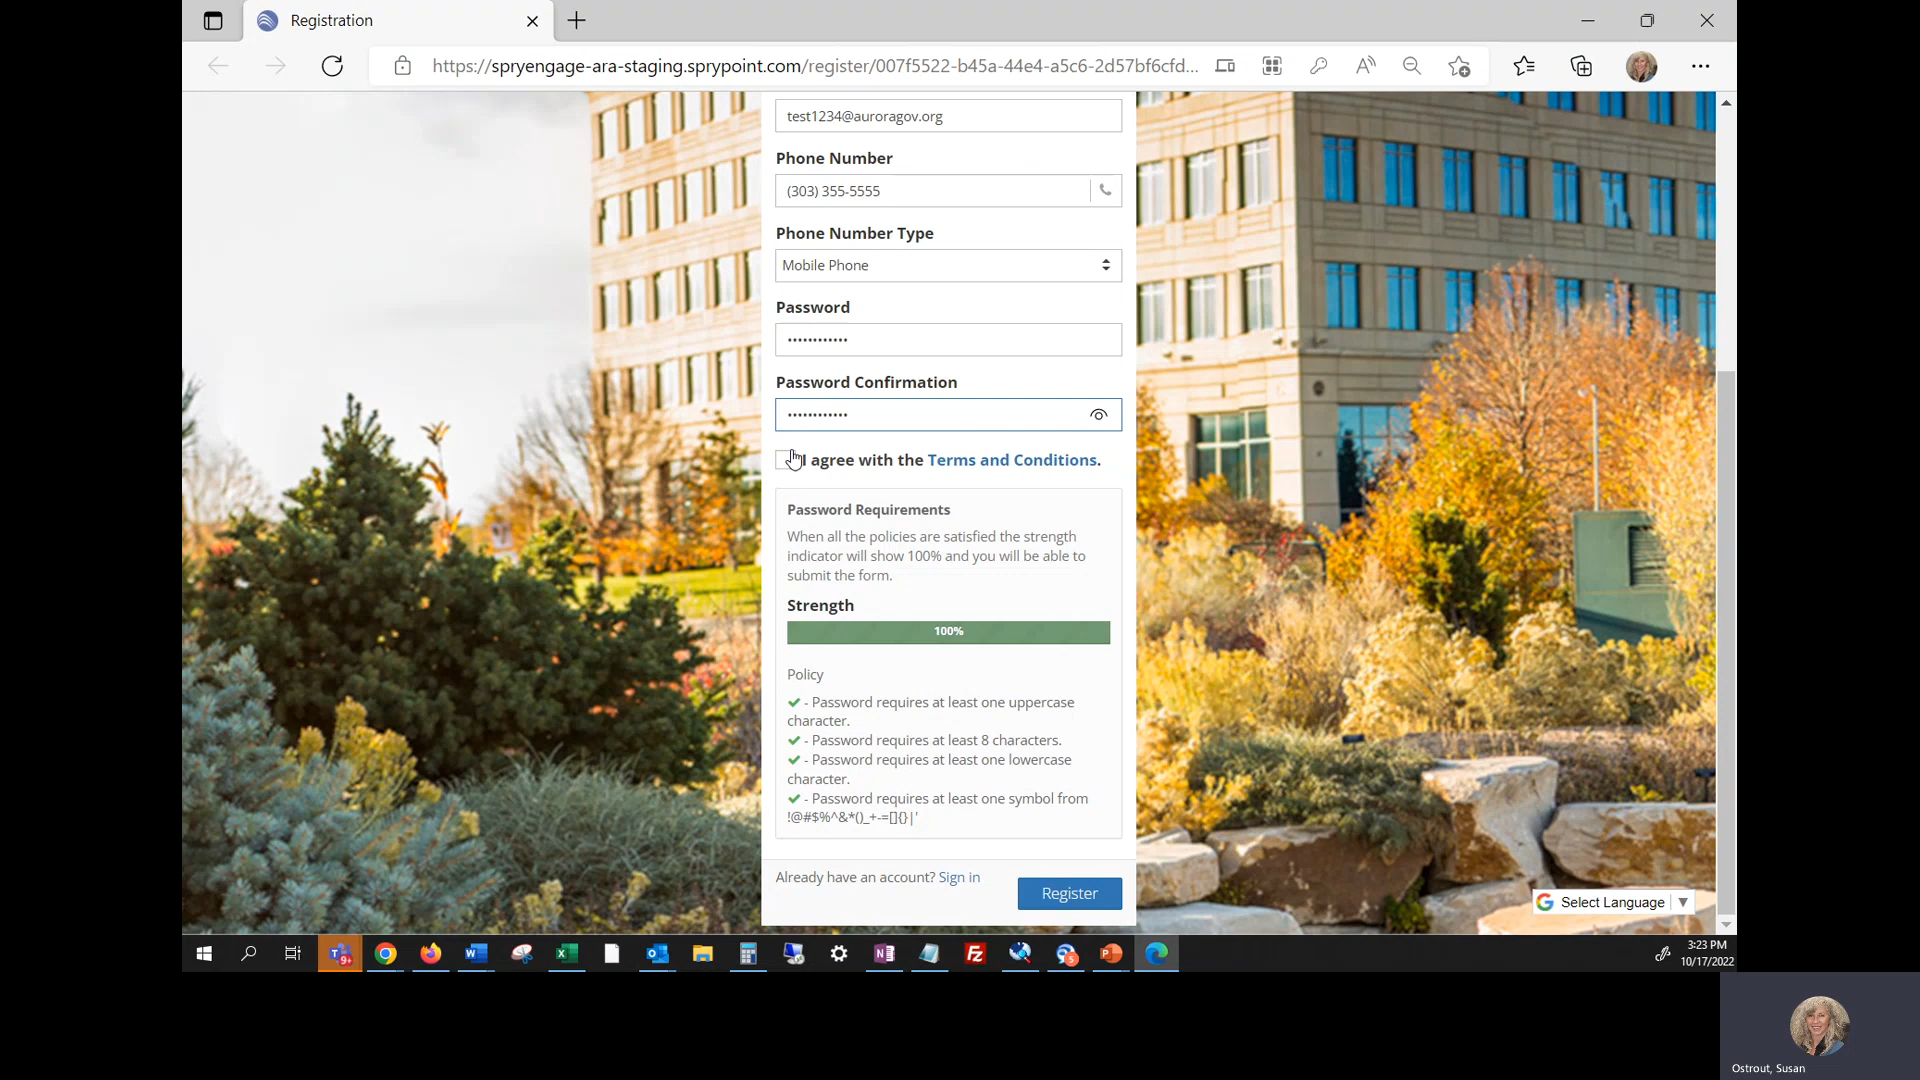 Registration
https://spryengage-ara-staging.sprypoint.com/register/007f5522-b45a-44e4-a5c6-2d57bf6cfd...
test1234@auroragov.org
Phone Number
(303) 355-5555
Phone Number Type
Mobile Phone
Password
••••••••••••
Password Confirmation
••••••••••••
I agree with the Terms and Conditions.
Password Requirements
When all the policies are satisfied the strength
indicator will show 100% and you will be able to
submit the form.
Strength
100%
Policy
✔ - Password requires at least one uppercase
character.
✔ - Password requires at least 8 characters.
✔ - Password requires at least one lowercase
character.
✔ - Password requires at least one symbol from
!@#$%^&*()_+-=[]{}|'
Already have an account? Sign in
Register
Select Language
9+
3:23 PM
10/17/2022
Ostrout, Susan